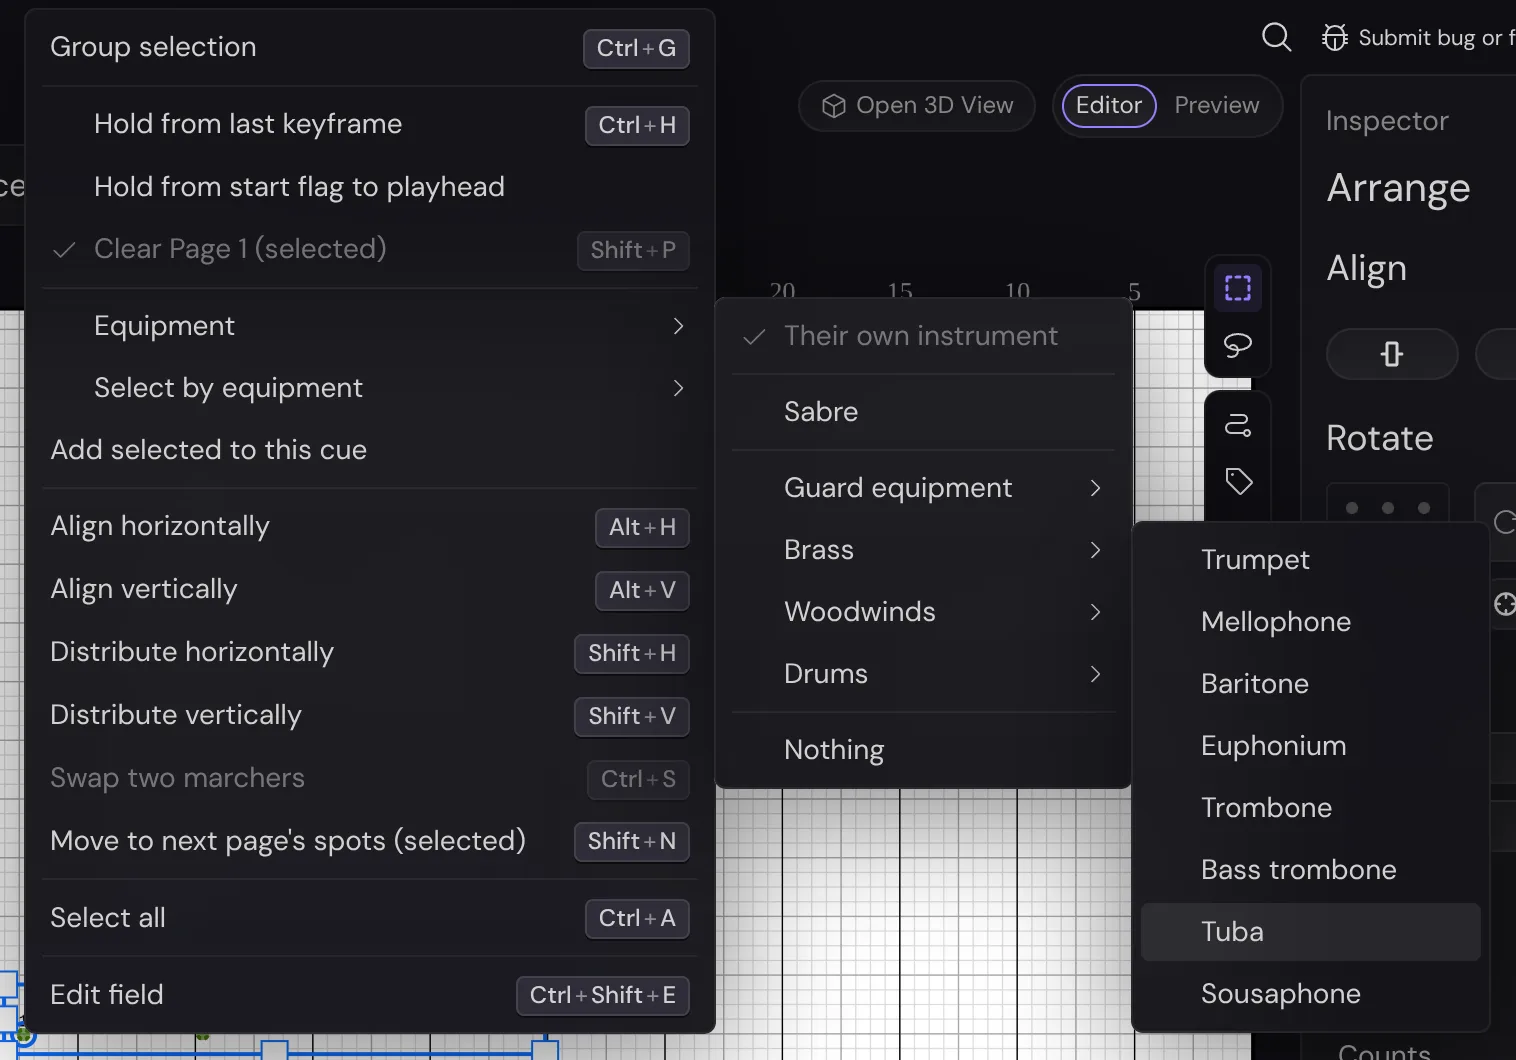 Group selection Ctrl+G
Hold from last keyframe Ctrl+H
Hold from start flag to playhead
Clear Page 1 (selected) Shift+P
Equipment
Select by equipment
Add selected to this cue
Align horizontally Alt+H
Align vertically Alt+V
Distribute horizontally Shift+H
Distribute vertically Shift+V
Swap two marchers Ctrl+S
Move to next page's spots (selected) Shift+N
Select all Ctrl+A
Edit field Ctrl+Shift+E
Their own instrument
Sabre
Guard equipment
Brass
Woodwinds
Drums
Nothing
Trumpet
Mellophone
Baritone
Euphonium
Trombone
Bass trombone
Tuba
Sousaphone
Submit bug or f
Open 3D View
Editor Preview
20 15 10 5
Inspector
Arrange
Align
Rotate
Counts
ce